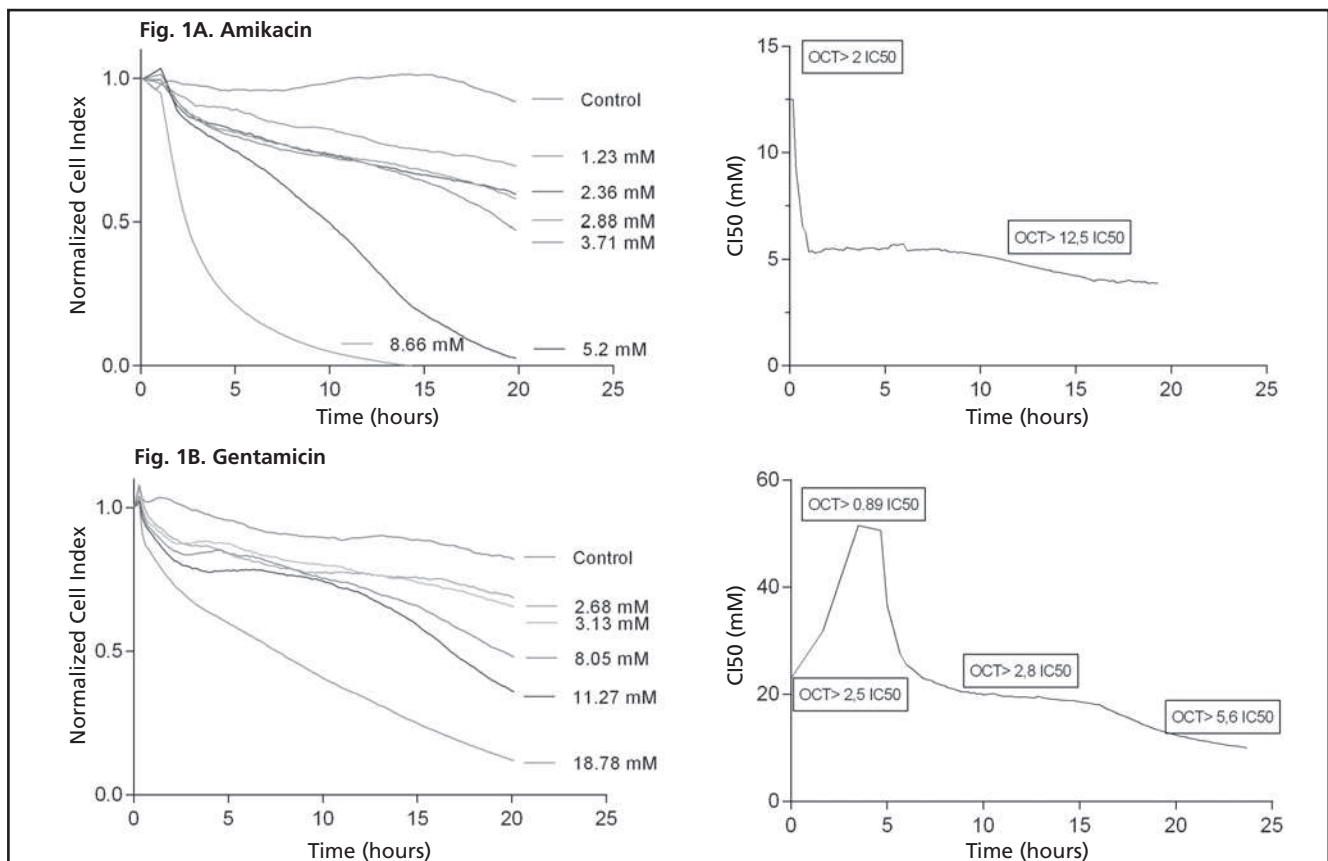 Fig. 1A. Amikacin
Normalized Cell Index
1.0
0.5
0.0
0 5 10 15 20 25
Time (hours)
Control
1.23 mM
2.36 mM
2.88 mM
3.71 mM
8.66 mM
5.2 mM
CI50 (mM)
15
10
5
0
0 5 10 15 20 25
Time (hours)
OCT> 2 IC50
OCT> 12,5 IC50
Fig. 1B. Gentamicin
Normalized Cell Index
1.0
0.5
0.0
0 5 10 15 20 25
Time (hours)
Control
2.68 mM
3.13 mM
8.05 mM
11.27 mM
18.78 mM
CI50 (mM)
60
40
20
0
0 5 10 15 20 25
Time (hours)
OCT> 0.89 IC50
OCT> 2,5 IC50
OCT> 2,8 IC50
OCT> 5,6 IC50